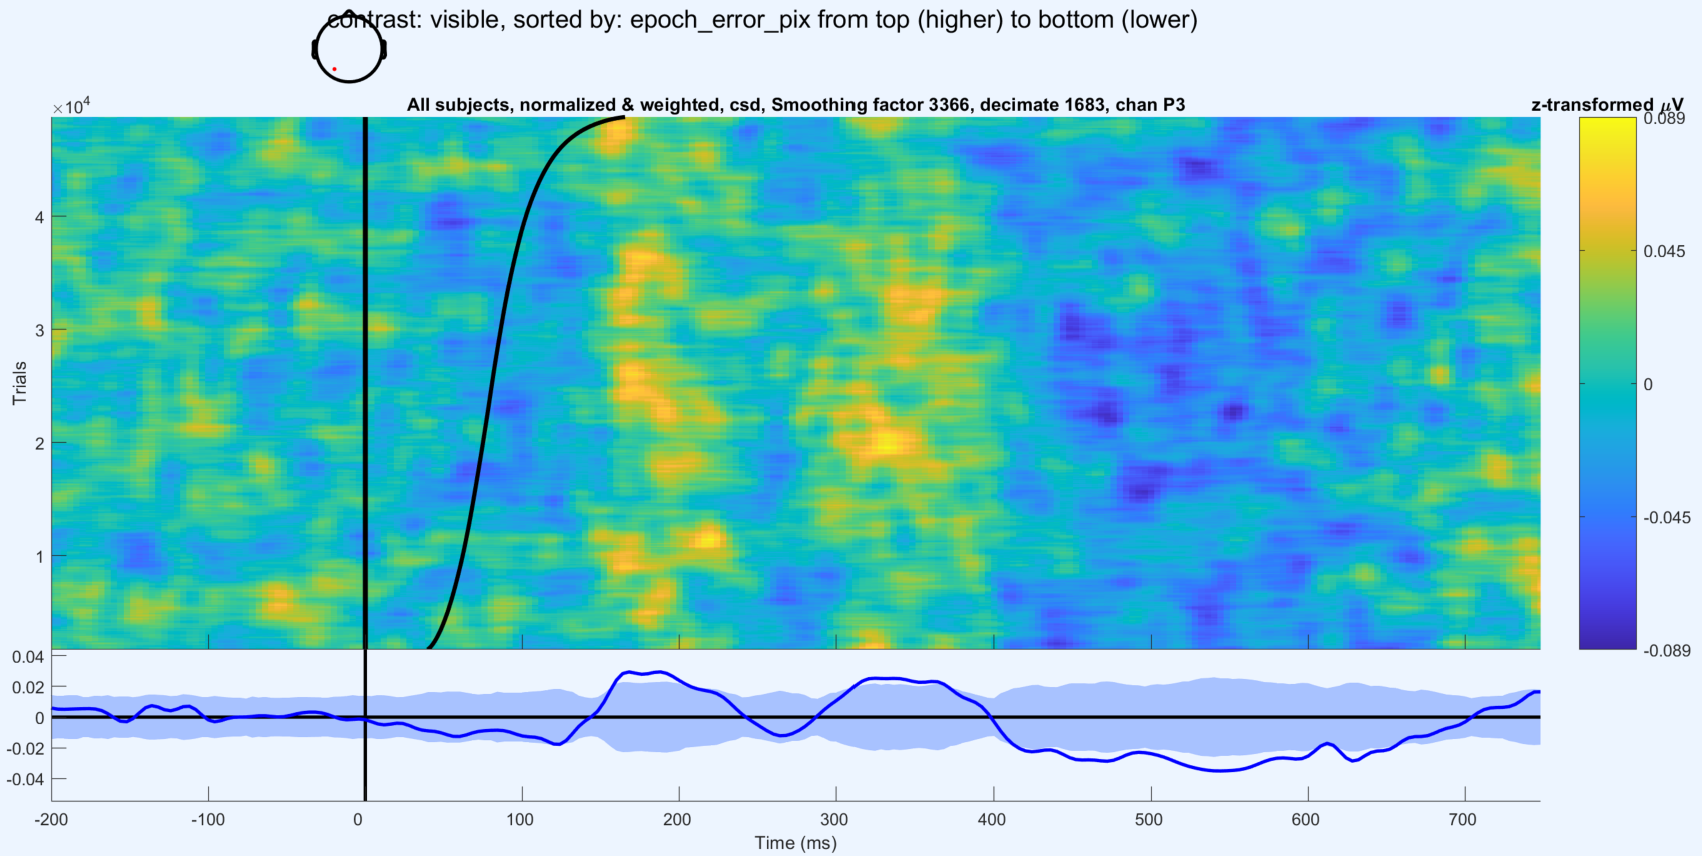 contrast: visible, sorted by: epoch_error_pix from top (higher) to bottom (lower)
All subjects, normalized & weighted, csd, Smoothing factor 3366, decimate 1683, chan P3
z-transformed μV
×10⁴
4
3
2
1
Trials
0.089
0.045
0
-0.045
-0.089
0.04
0.02
0
-0.02
-0.04
-200 -100 0 100 200 300 400 500 600 700
Time (ms)